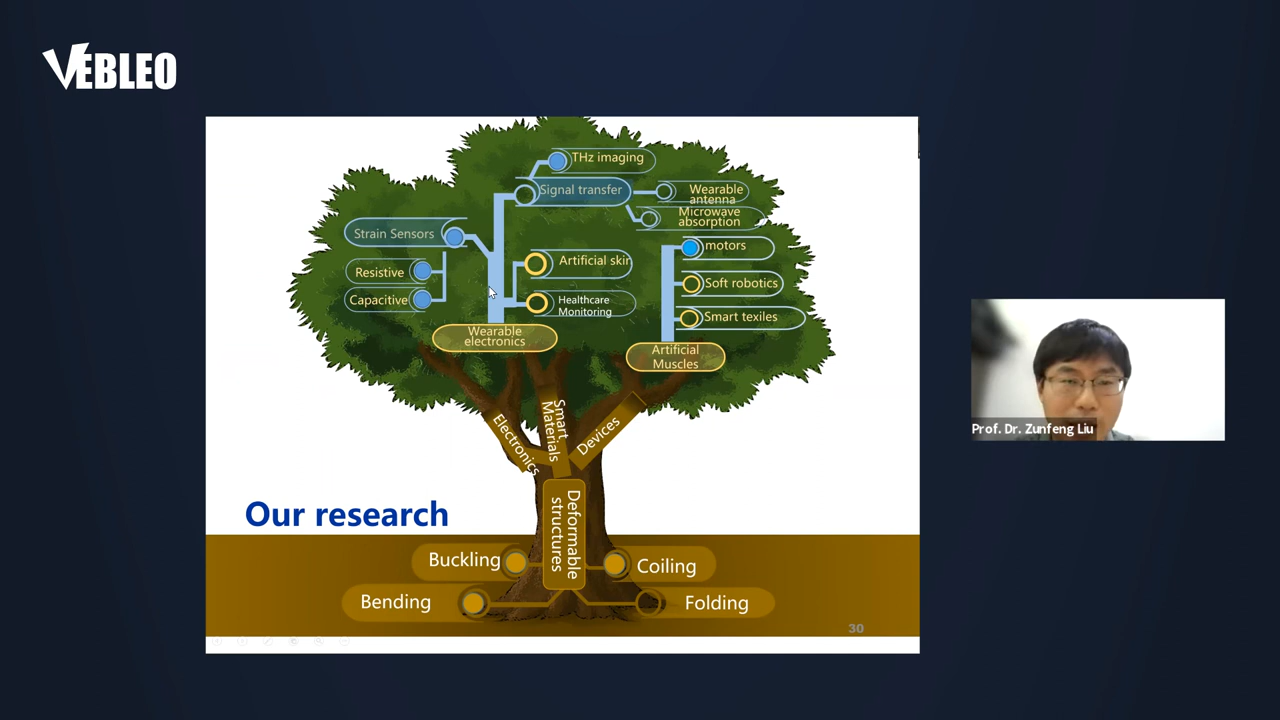 VEBLEO
THz imaging
Signal transfer
Wearable
antenna
Microwave
absorption
Strain Sensors
motors
Artificial skin
Resistive
Soft robotics
Capacitive
Healthcare
Monitoring
Smart texiles
Wearable
electronics
Artificial
Muscles
Electronics
Smart
Materials
Devices
Prof. Dr. Zunfeng Liu
Our research
Deformable
structures
Buckling
Coiling
Bending
Folding
30